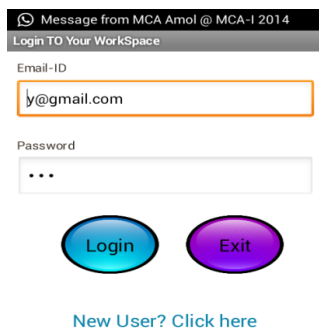 Message from MCA Amol @ MCA-I 2014
Login TO Your WorkSpace
Email-ID
y@gmail.com
Password
•••
Login Exit
New User? Click here